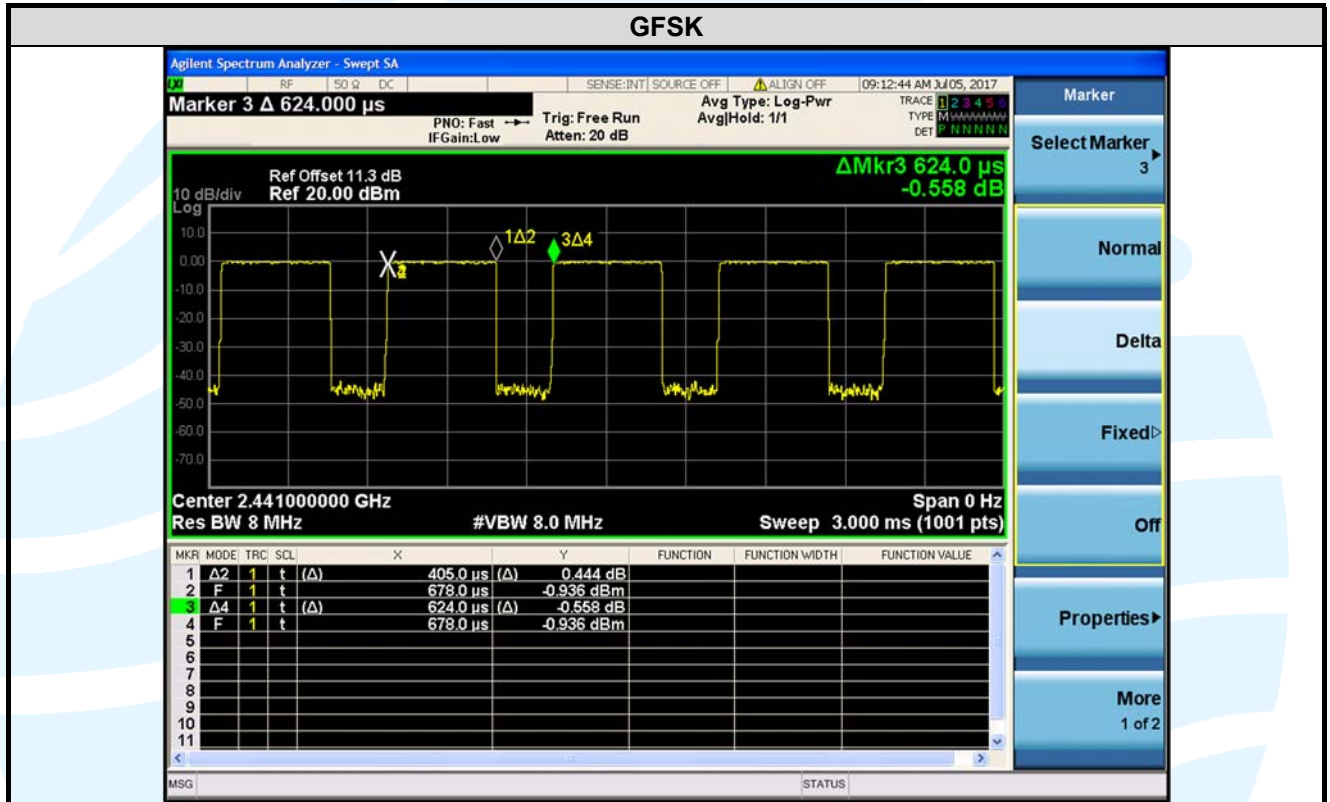 GFSK
Agilent Spectrum Analyzer - Swept SA
RF 50 Ω DC SENSE:INT SOURCE OFF ALIGN OFF 09:12:44 AM Jul 05, 2017
Marker 3 Δ 624.000 µs
PNO: Fast
IFGain:Low
Trig: Free Run
Atten: 20 dB
Avg Type: Log-Pwr
Avg|Hold: 1/1
TRACE 1 2 3 4 5 6
TYPE M
DET P N N N N N
ΔMkr3 624.0 µs
-0.558 dB
Ref Offset 11.3 dB
10 dB/div Ref 20.00 dBm
Log
10.0
0.00
-10.0
-20.0
-30.0
-40.0
-50.0
-60.0
-70.0
1Δ2
3Δ4
Center 2.441000000 GHz Span 0 Hz
Res BW 8 MHz #VBW 8.0 MHz Sweep 3.000 ms (1001 pts)
MKR MODE TRC SCL X Y FUNCTION FUNCTION WIDTH FUNCTION VALUE
1 Δ2 1 t (Δ) 405.0 µs (Δ) 0.444 dB
2 F 1 t 678.0 µs -0.936 dBm
3 Δ4 1 t (Δ) 624.0 µs (Δ) -0.558 dB
4 F 1 t 678.0 µs -0.936 dBm
5
6
7
8
9
10
11
MSG STATUS
Marker
Select Marker
3
Normal
Delta
Fixed
Off
Properties
More
1 of 2